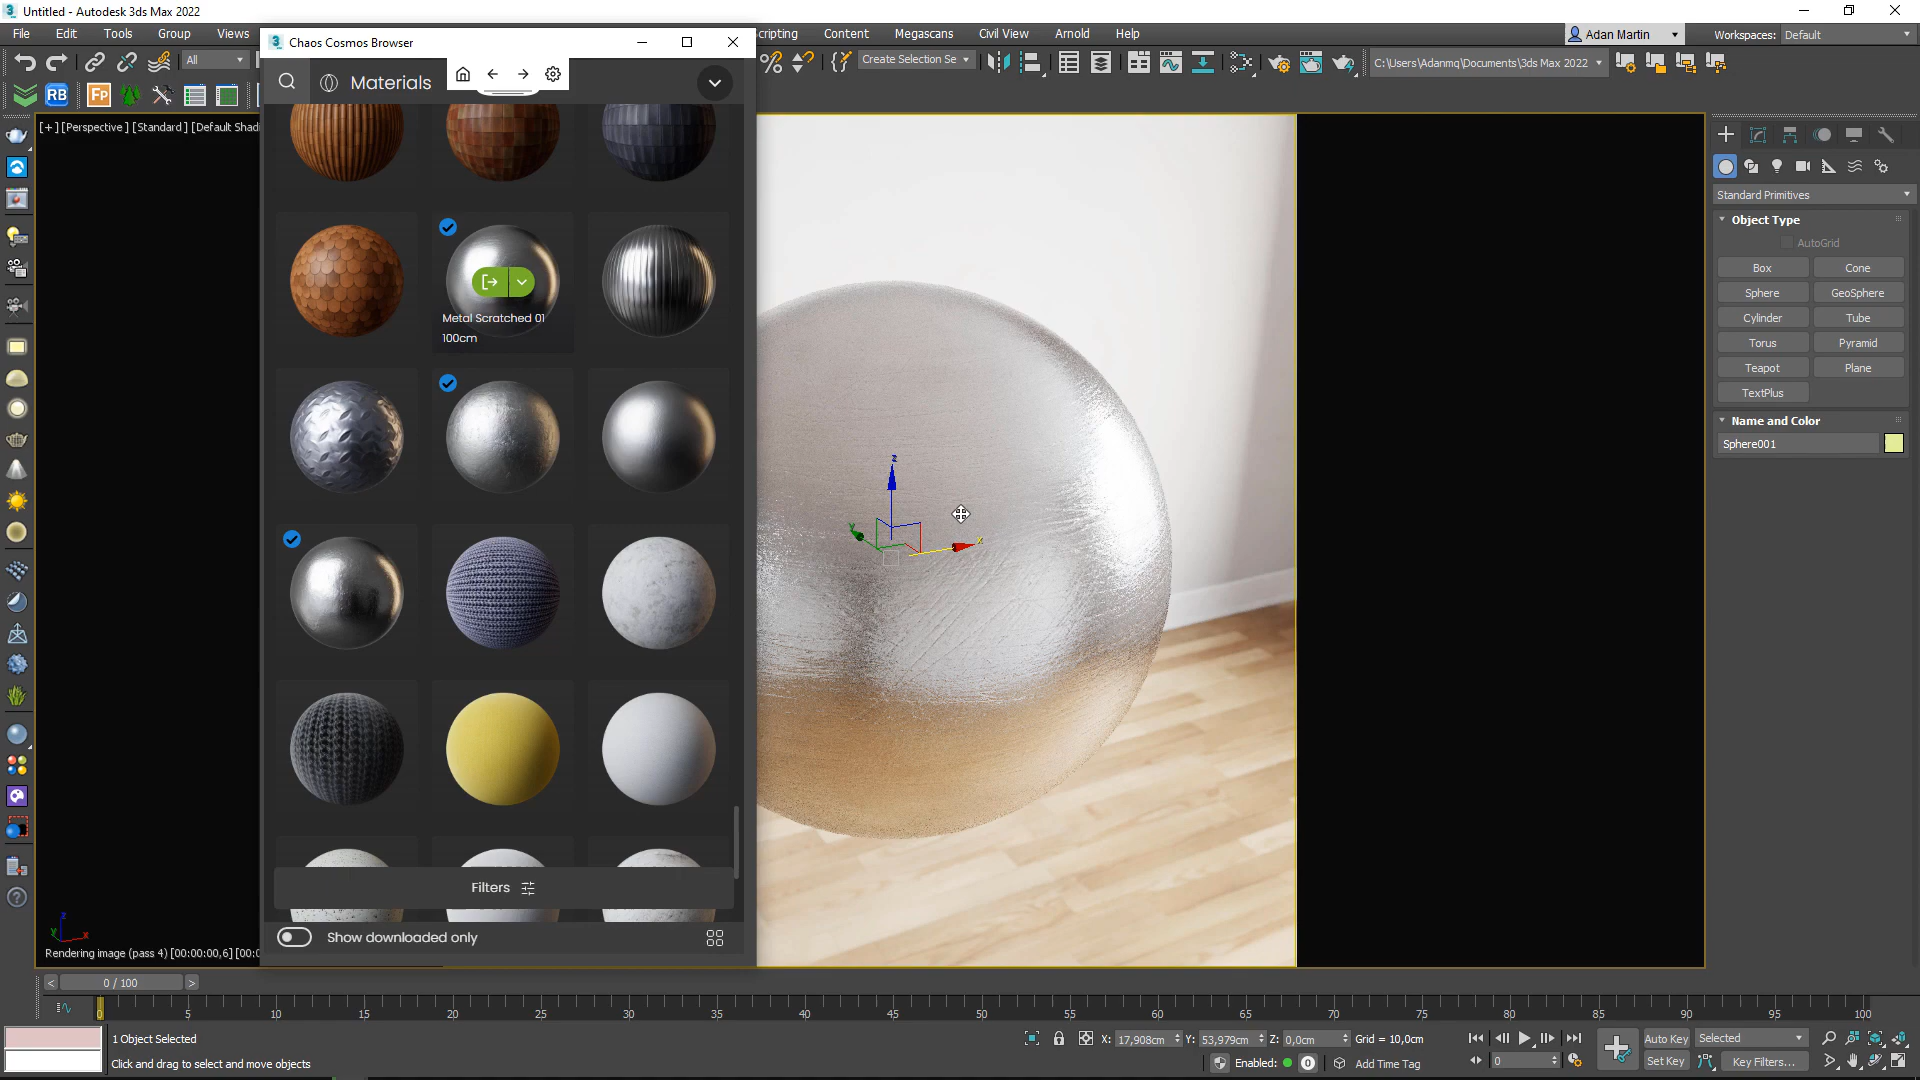 Untitled - Autodesk 3ds Max 2022
File Edit Tools Group Views
cripting Content Megascans Civil View Arnold Help
Adan Martin
Workspaces: Default
Chaos Cosmos Browser
All
Create Selection Se
C:\Users\Adanmq\Documents\3ds Max 2022
RB
Fp
Materials
[+] [Perspective ] [Standard ] [Default Shadi
Metal Scratched 01
100cm
Filters
Show downloaded only
z
y
x
z
y
x
Rendering image (pass 4) [00:00:00,6] [00:0
Standard Primitives
Object Type
AutoGrid
Box Cone
Sphere GeoSphere
Cylinder Tube
Torus Pyramid
Teapot Plane
TextPlus
Name and Color
Sphere001
< 0 / 100 >
0 5 10 15 20 25 30 35 40 45 50 55 60 65 70 75 80 85 90 95 100
1 Object Selected
Click and drag to select and move objects
X: 17,908cm Y: 53,979cm Z: 0,0cm Grid = 10,0cm
Enabled: 0 Add Time Tag
0
Auto Key Selected
Set Key Key Filters...